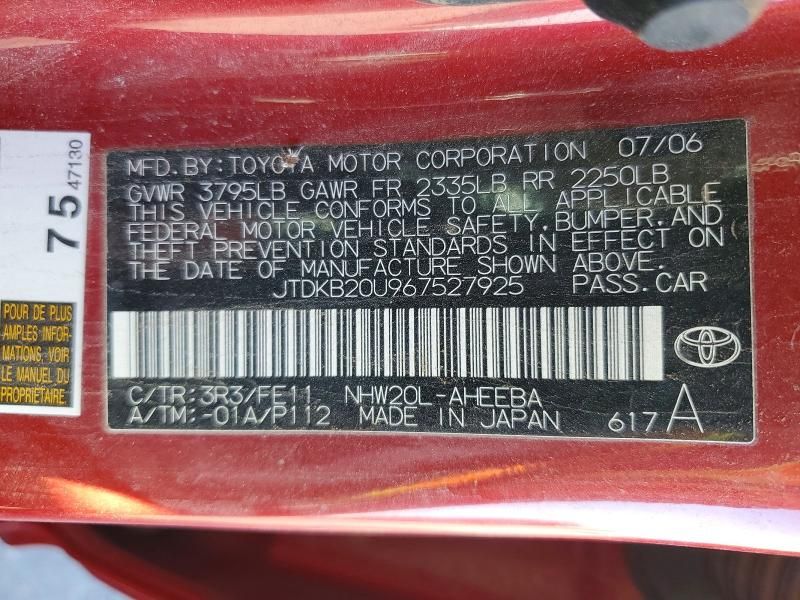 75 47130
POUR DE PLUS
AMPLES INFOR-
MATIONS, VOIR
LE MANUEL DU
PROPRIÉTAIRE.
MFD. BY: TOYOTA MOTOR CORPORATION 07/06
GVWR 3795LB GAWR FR 2335LB RR 2250LB
THIS VEHICLE CONFORMS TO ALL APPLICABLE
FEDERAL MOTOR VEHICLE SAFETY, BUMPER, AND
THEFT PREVENTION STANDARDS IN EFFECT ON
THE DATE OF MANUFACTURE SHOWN ABOVE.
JTDKB20U967527925 PASS. CAR
C/TR: 3R3/FE11 NHW20L-AHEEBA
A/TM: -01A/P112 MADE IN JAPAN 617 A